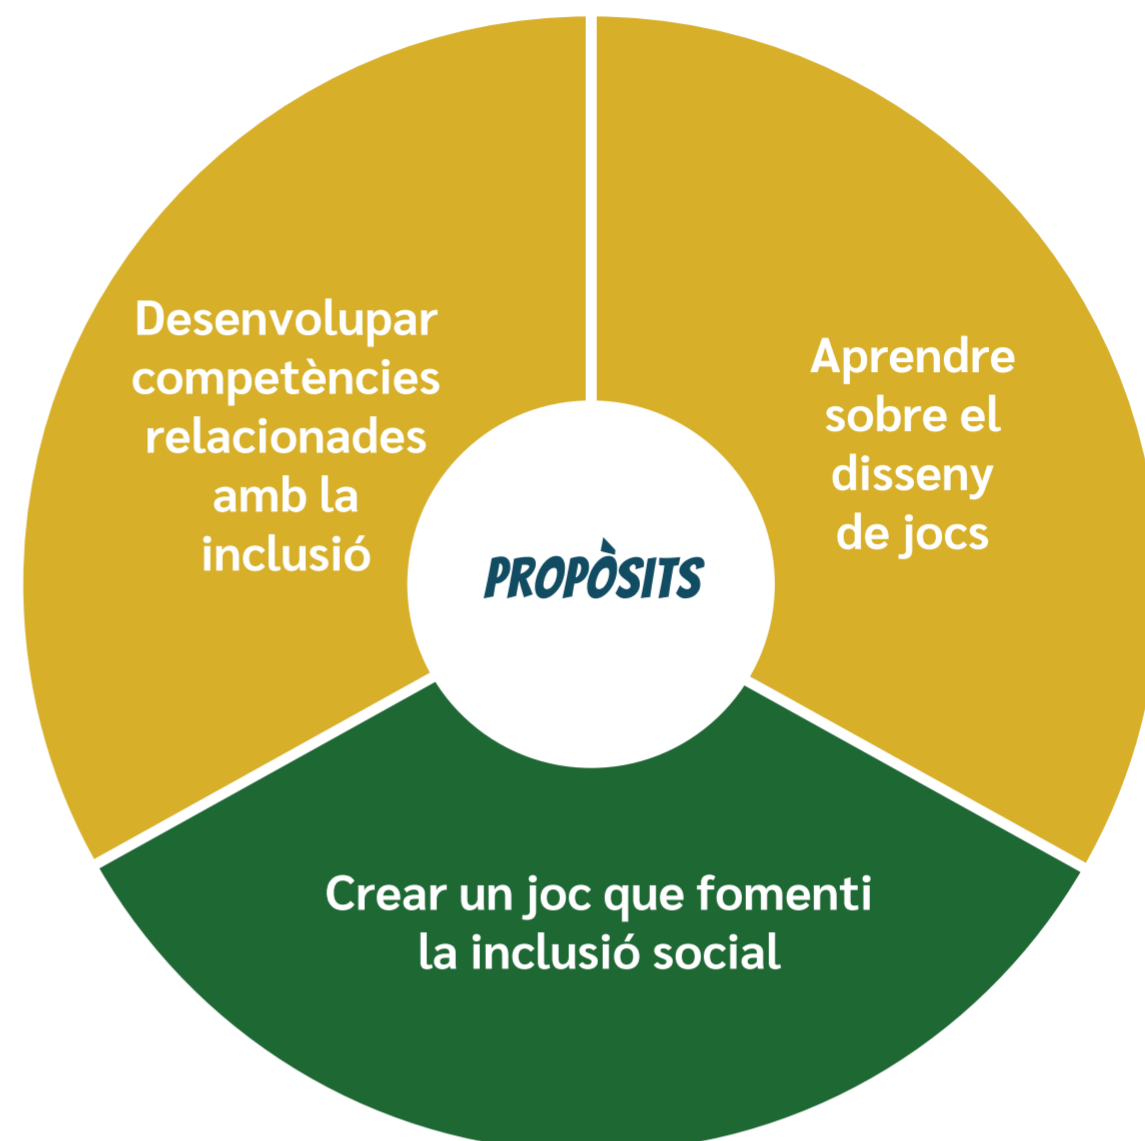 Desenvolupar
competències
relacionades
amb la
inclusió
Aprendre
sobre el
disseny
de jocs
PROPÒSITS
Crear un joc que fomenti
la inclusió social